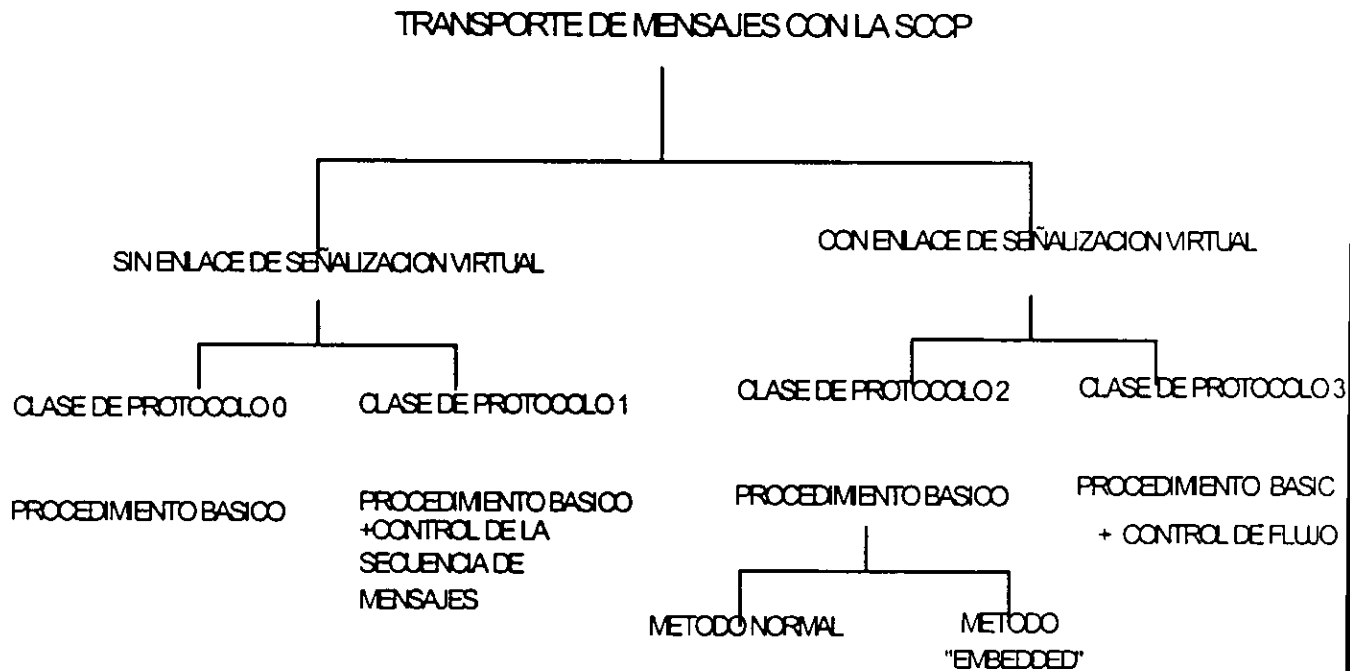 TRANSPORTE DE MENSAJES CON LA SCCP
SIN ENLACE DE SEÑALIZACION VIRTUAL
CON ENLACE DE SEÑALIZACION VIRTUAL
CLASE DE PROTOCOLO 0
CLASE DE PROTOCOLO 1
CLASE DE PROTOCOLO 2
CLASE DE PROTOCOLO 3
PROCEDIMIENTO BASICO
PROCEDIMIENTO BASICO
+CONTROL DE LA
SECUENCIA DE
MENSAJES
PROCEDIMIENTO BASICO
PROCEDIMIENTO BASIC
+ CONTROL DE FLUJO
METODO NORMAL
METODO
"EMBEDDED"